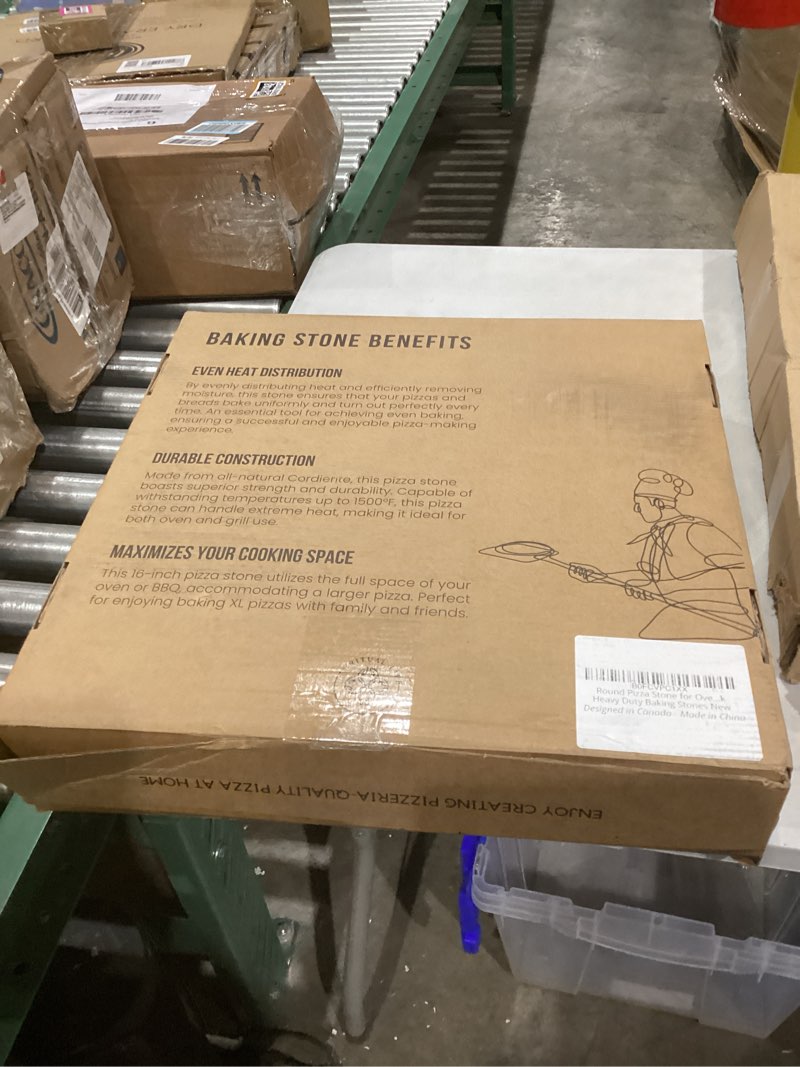 BAKING STONE BENEFITS
EVEN HEAT DISTRIBUTION
By evenly distributing heat and efficiently removing
moisture, this stone ensures that your pizzas and
breads bake uniformly and turn out perfectly every
time. An essential tool for achieving even baking,
ensuring a successful and enjoyable pizza-making
experience.
DURABLE CONSTRUCTION
Made from all-natural Cordierite, this pizza stone
boasts superior strength and durability. Capable of
withstanding temperatures up to 1500°F, this pizza
stone can handle extreme heat, making it ideal for
both oven and grill use.
MAXIMIZES YOUR COOKING SPACE
This 16-inch pizza stone utilizes the full space of your
oven or BBQ, accommodating a larger pizza. Perfect
for enjoying baking XL pizzas with family and friends.
Round Pizza Stone for Ove...k
Heavy Duty Baking Stones New
Designed in Canada - Made in China
ENJOY CREATING PIZZERIA-QUALITY PIZZA AT HOME